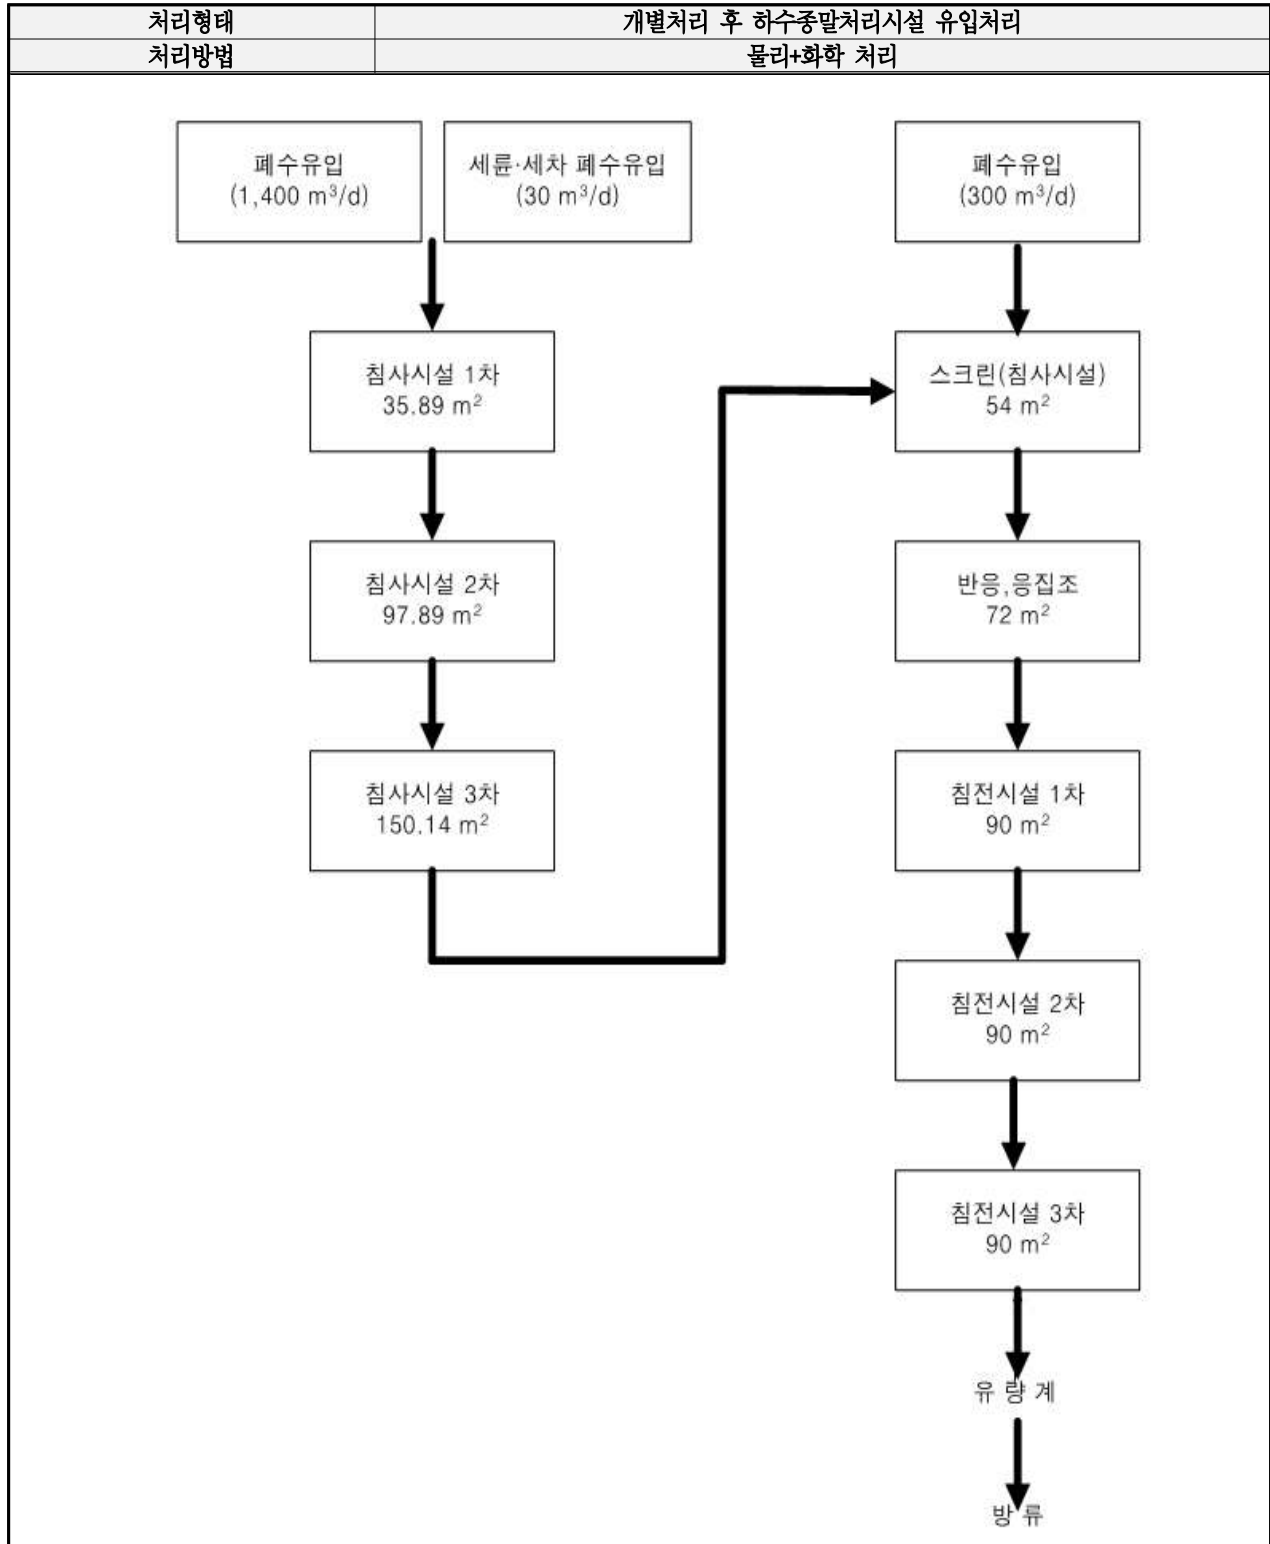 처리형태
개별처리 후 하수종말처리시설 유입처리
처리방법
물리+화학 처리
폐수유입
(1,400 m³/d)
세륜·세차 폐수유입
(30 m³/d)
폐수유입
(300 m³/d)
침사시설 1차
35.89 m²
스크린(침사시설)
54 m²
침사시설 2차
97.89 m²
반응,응집조
72 m²
침사시설 3차
150.14 m²
침전시설 1차
90 m²
침전시설 2차
90 m²
침전시설 3차
90 m²
유 량 계
방 류